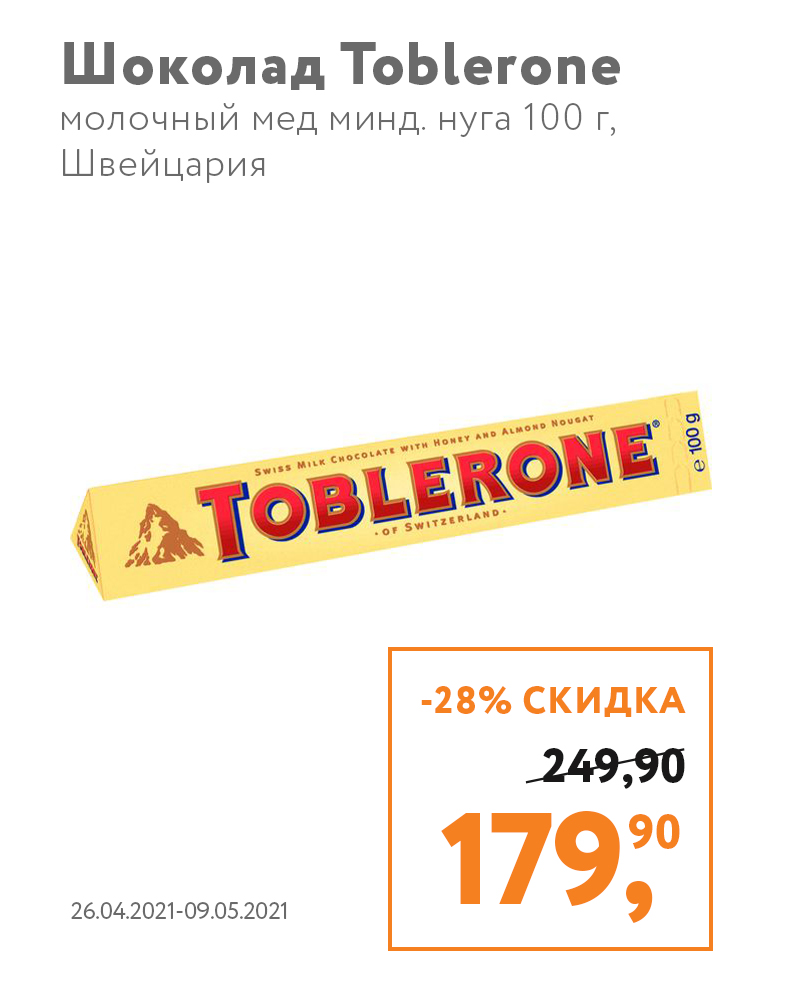 Шоколад Toblerone
молочный мед минд. нуга 100 г,
Швейцария
Swiss Milk Chocolate with Honey and Almond Nougat
TOBLERONE®
· of Switzerland ·
e 100 g
-28% СКИДКА
249,90
179,90
26.04.2021-09.05.2021